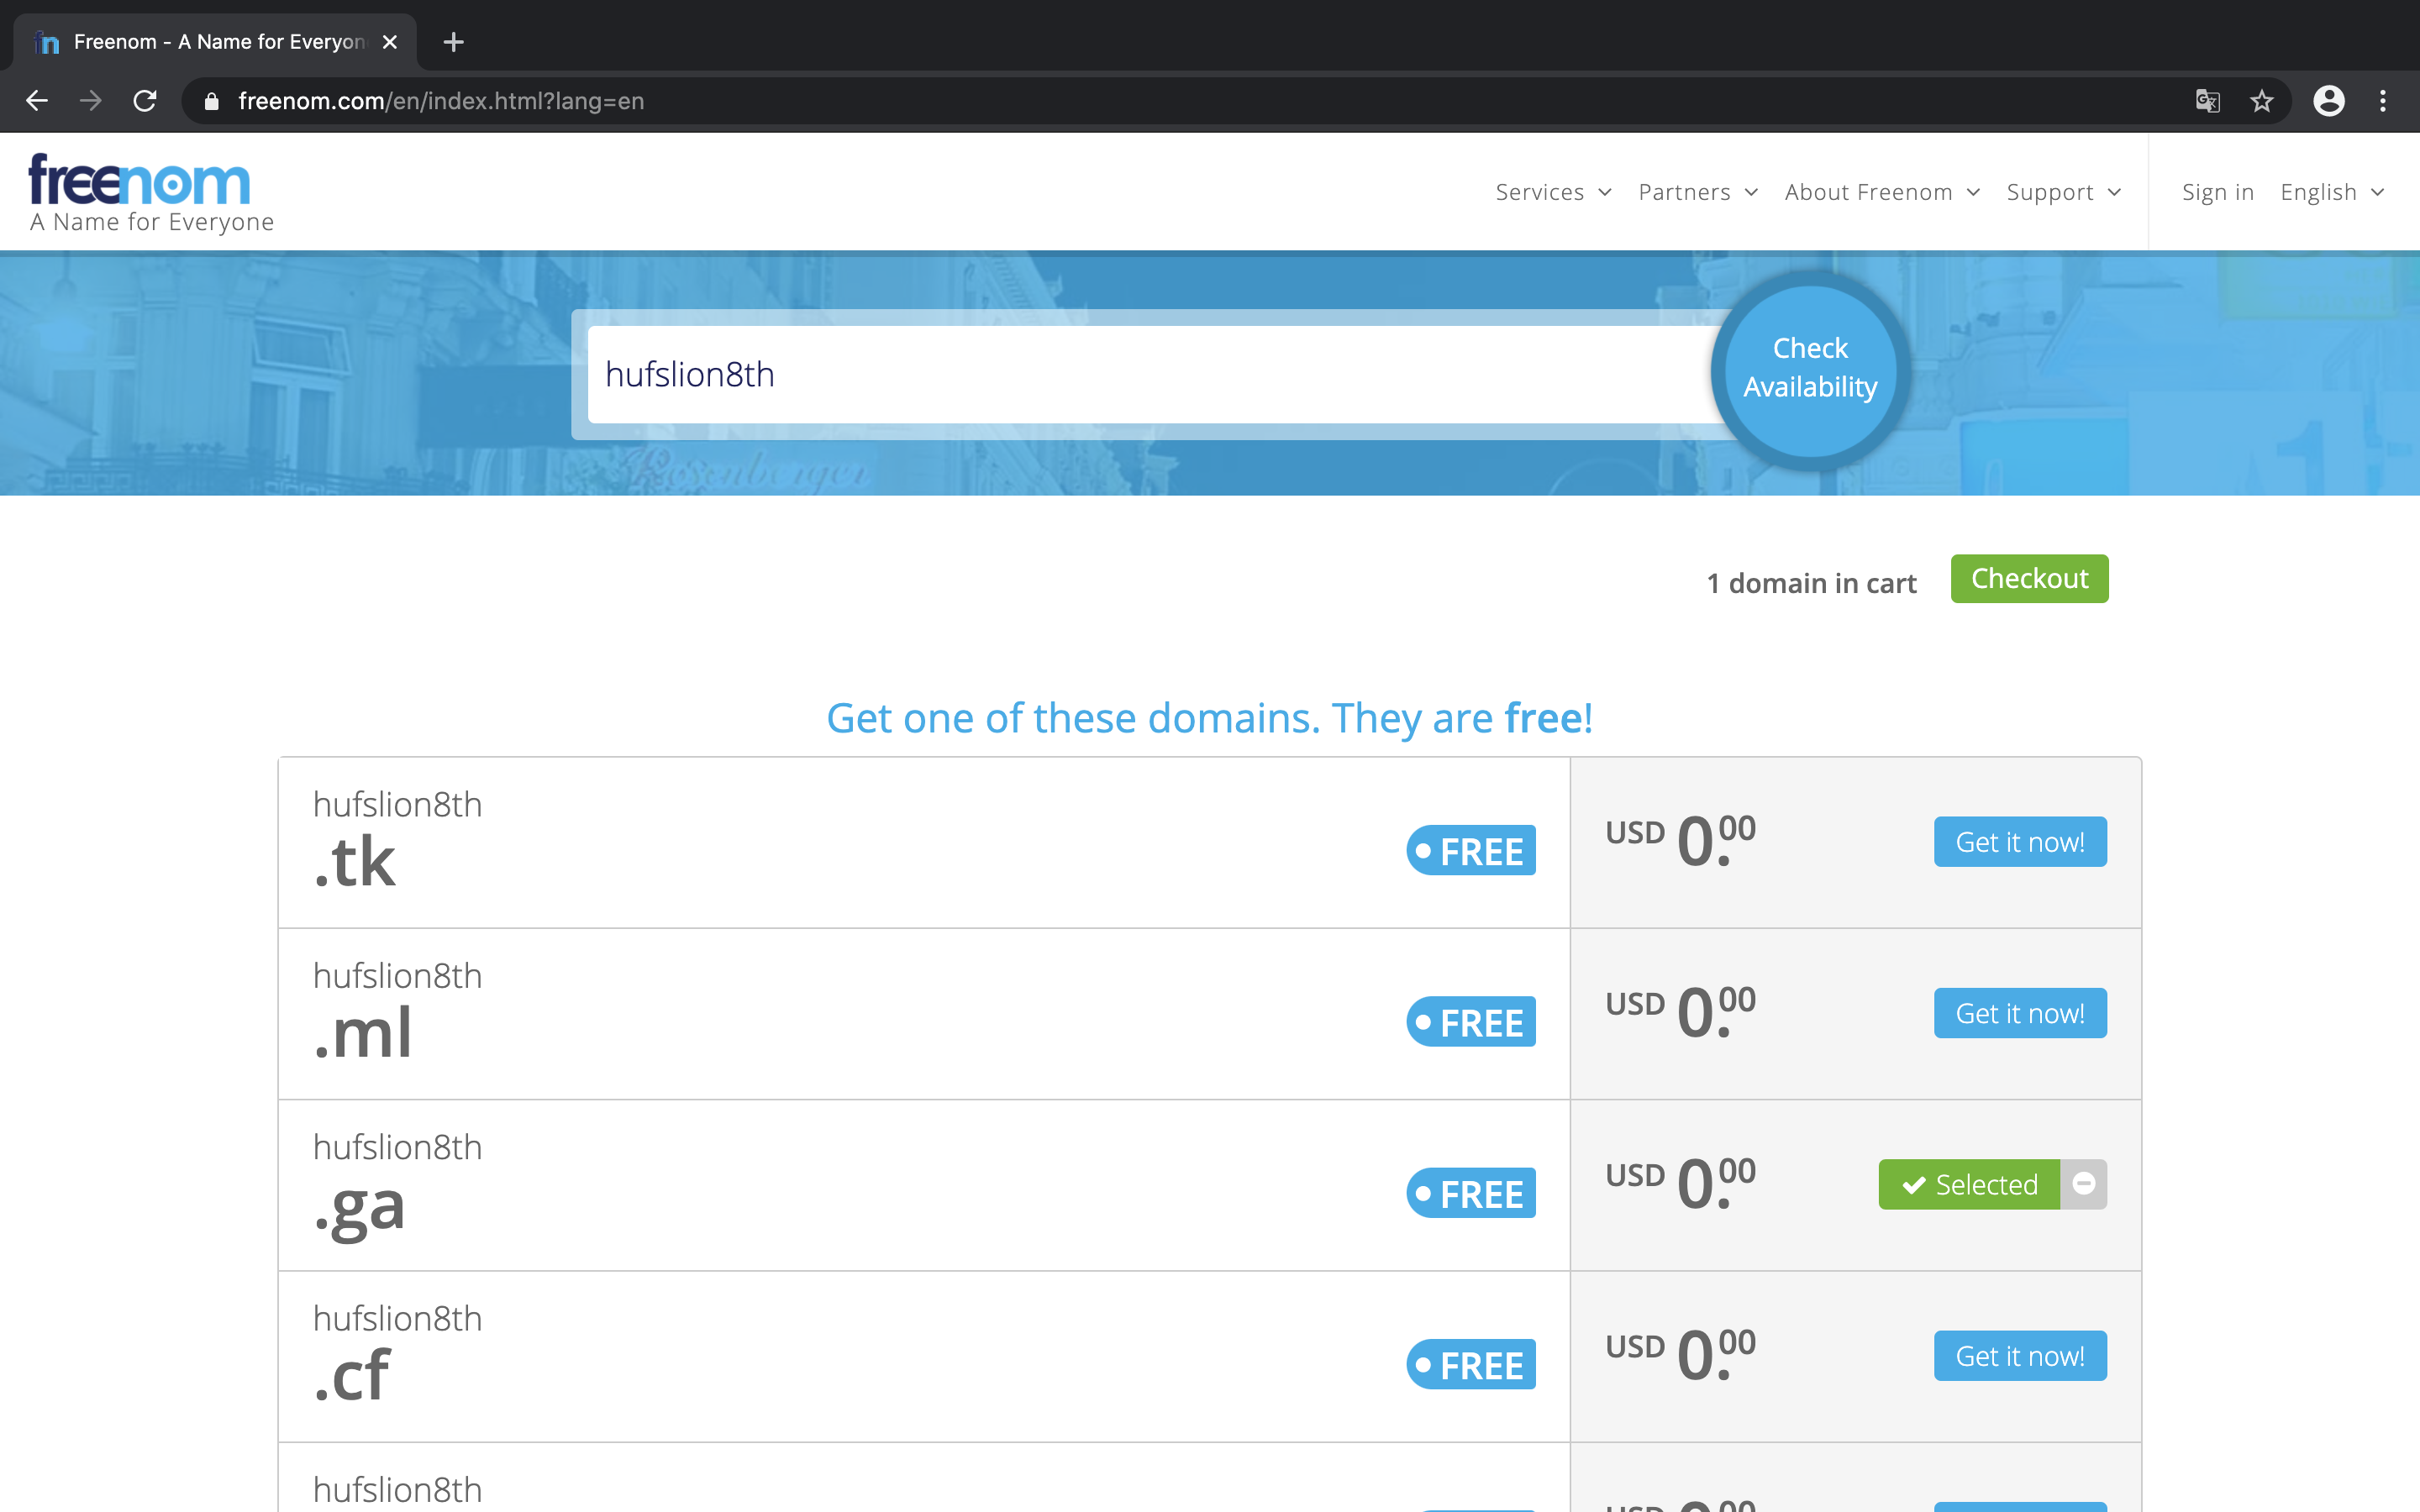 Freenom - A Name for Everyon
freenom.com/en/index.html?lang=en
freenom
A Name for Everyone
Services
Partners
About Freenom
Support
Sign in
English
hufslion8th
Check
Availability
Rosenberger
1 domain in cart
Checkout
Get one of these domains. They are free!
hufslion8th
.tk
FREE
USD 0.00
Get it now!
hufslion8th
.ml
FREE
USD 0.00
Get it now!
hufslion8th
.ga
FREE
USD 0.00
Selected
hufslion8th
.cf
FREE
USD 0.00
Get it now!
hufslion8th